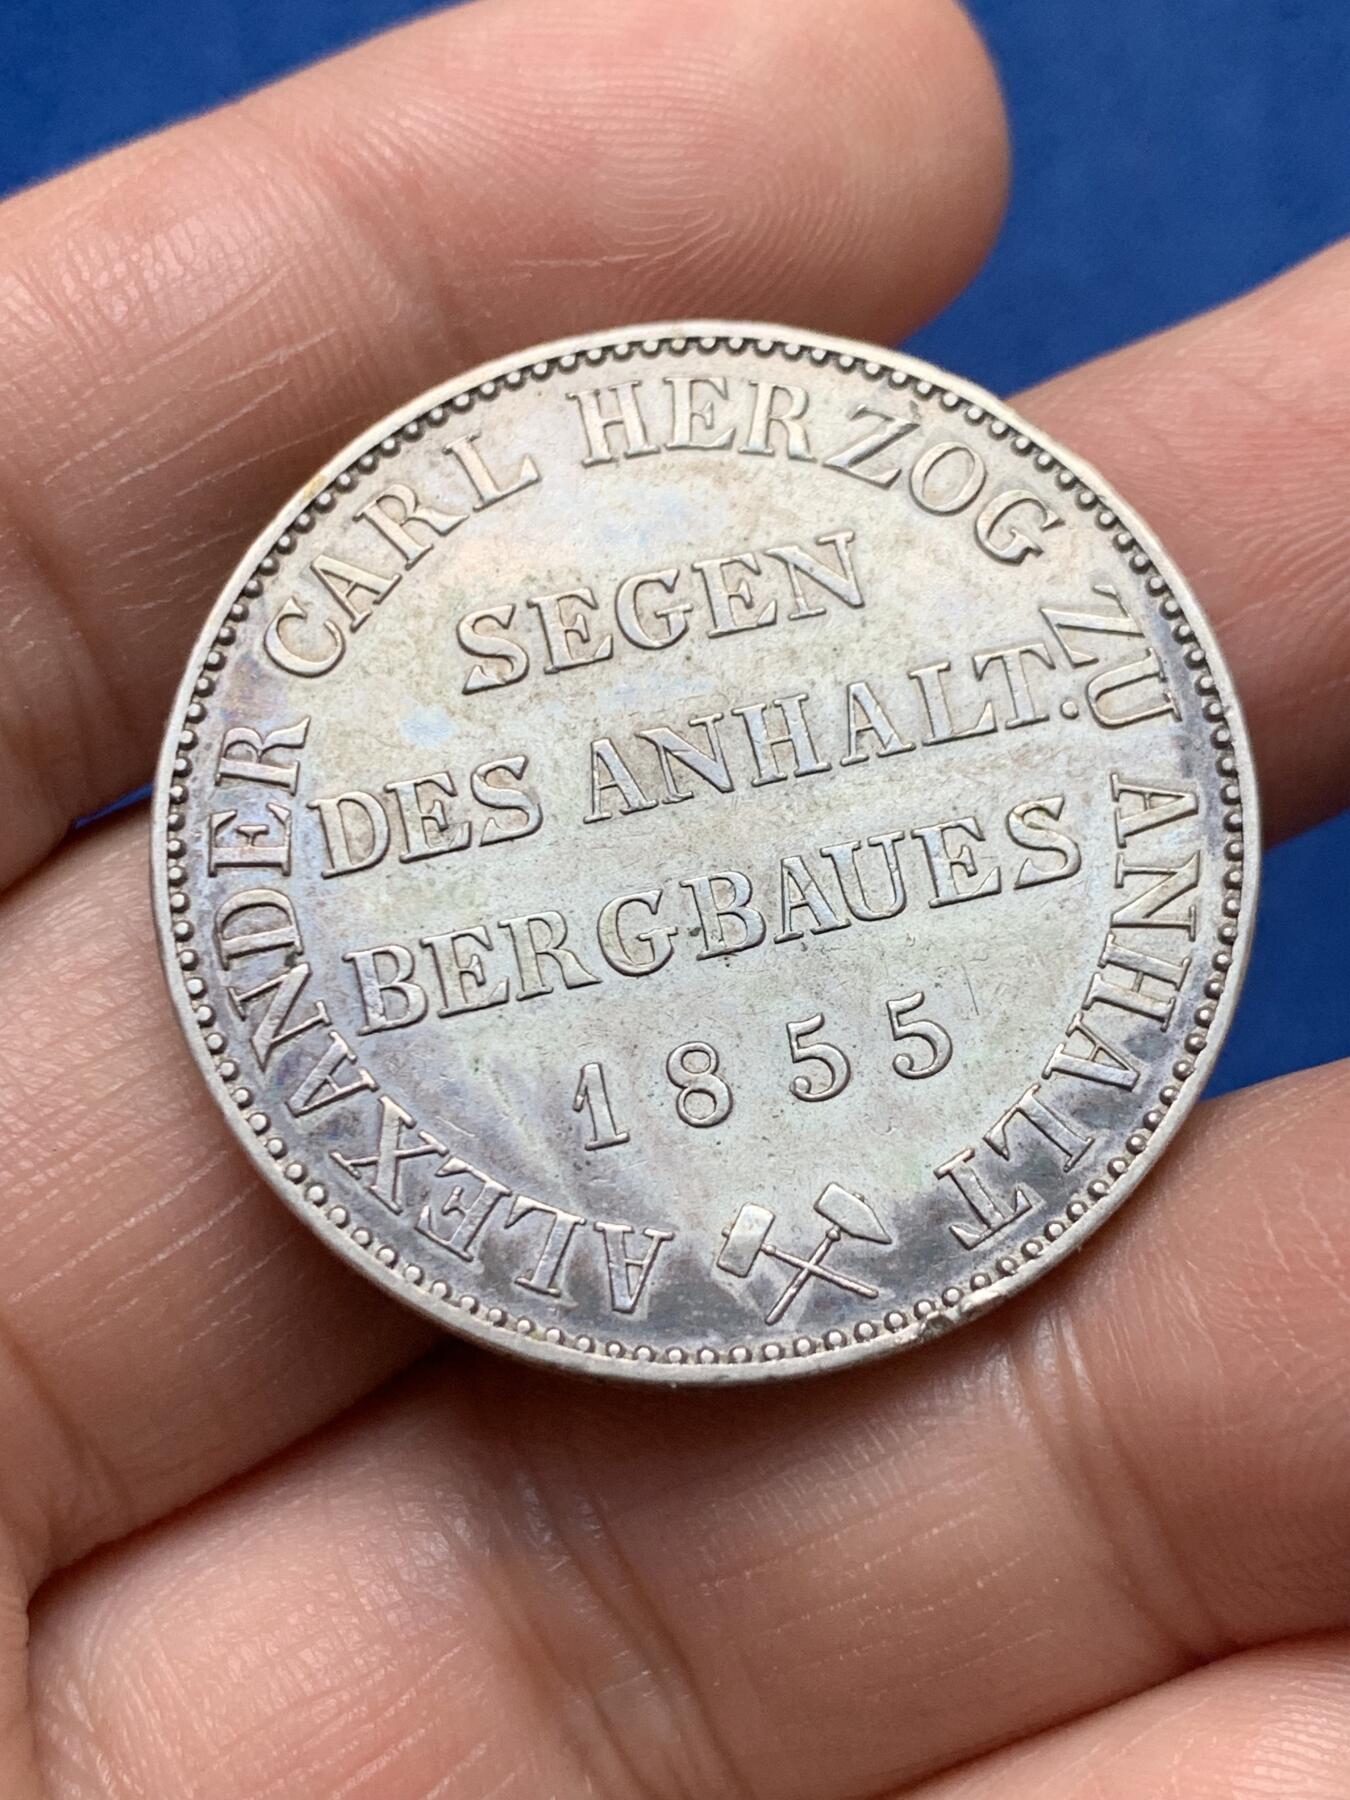 ALEXANDER CARL HERZOG ZU ANHALT
SEGEN
DES ANHALT.
BERGBAUES
1855